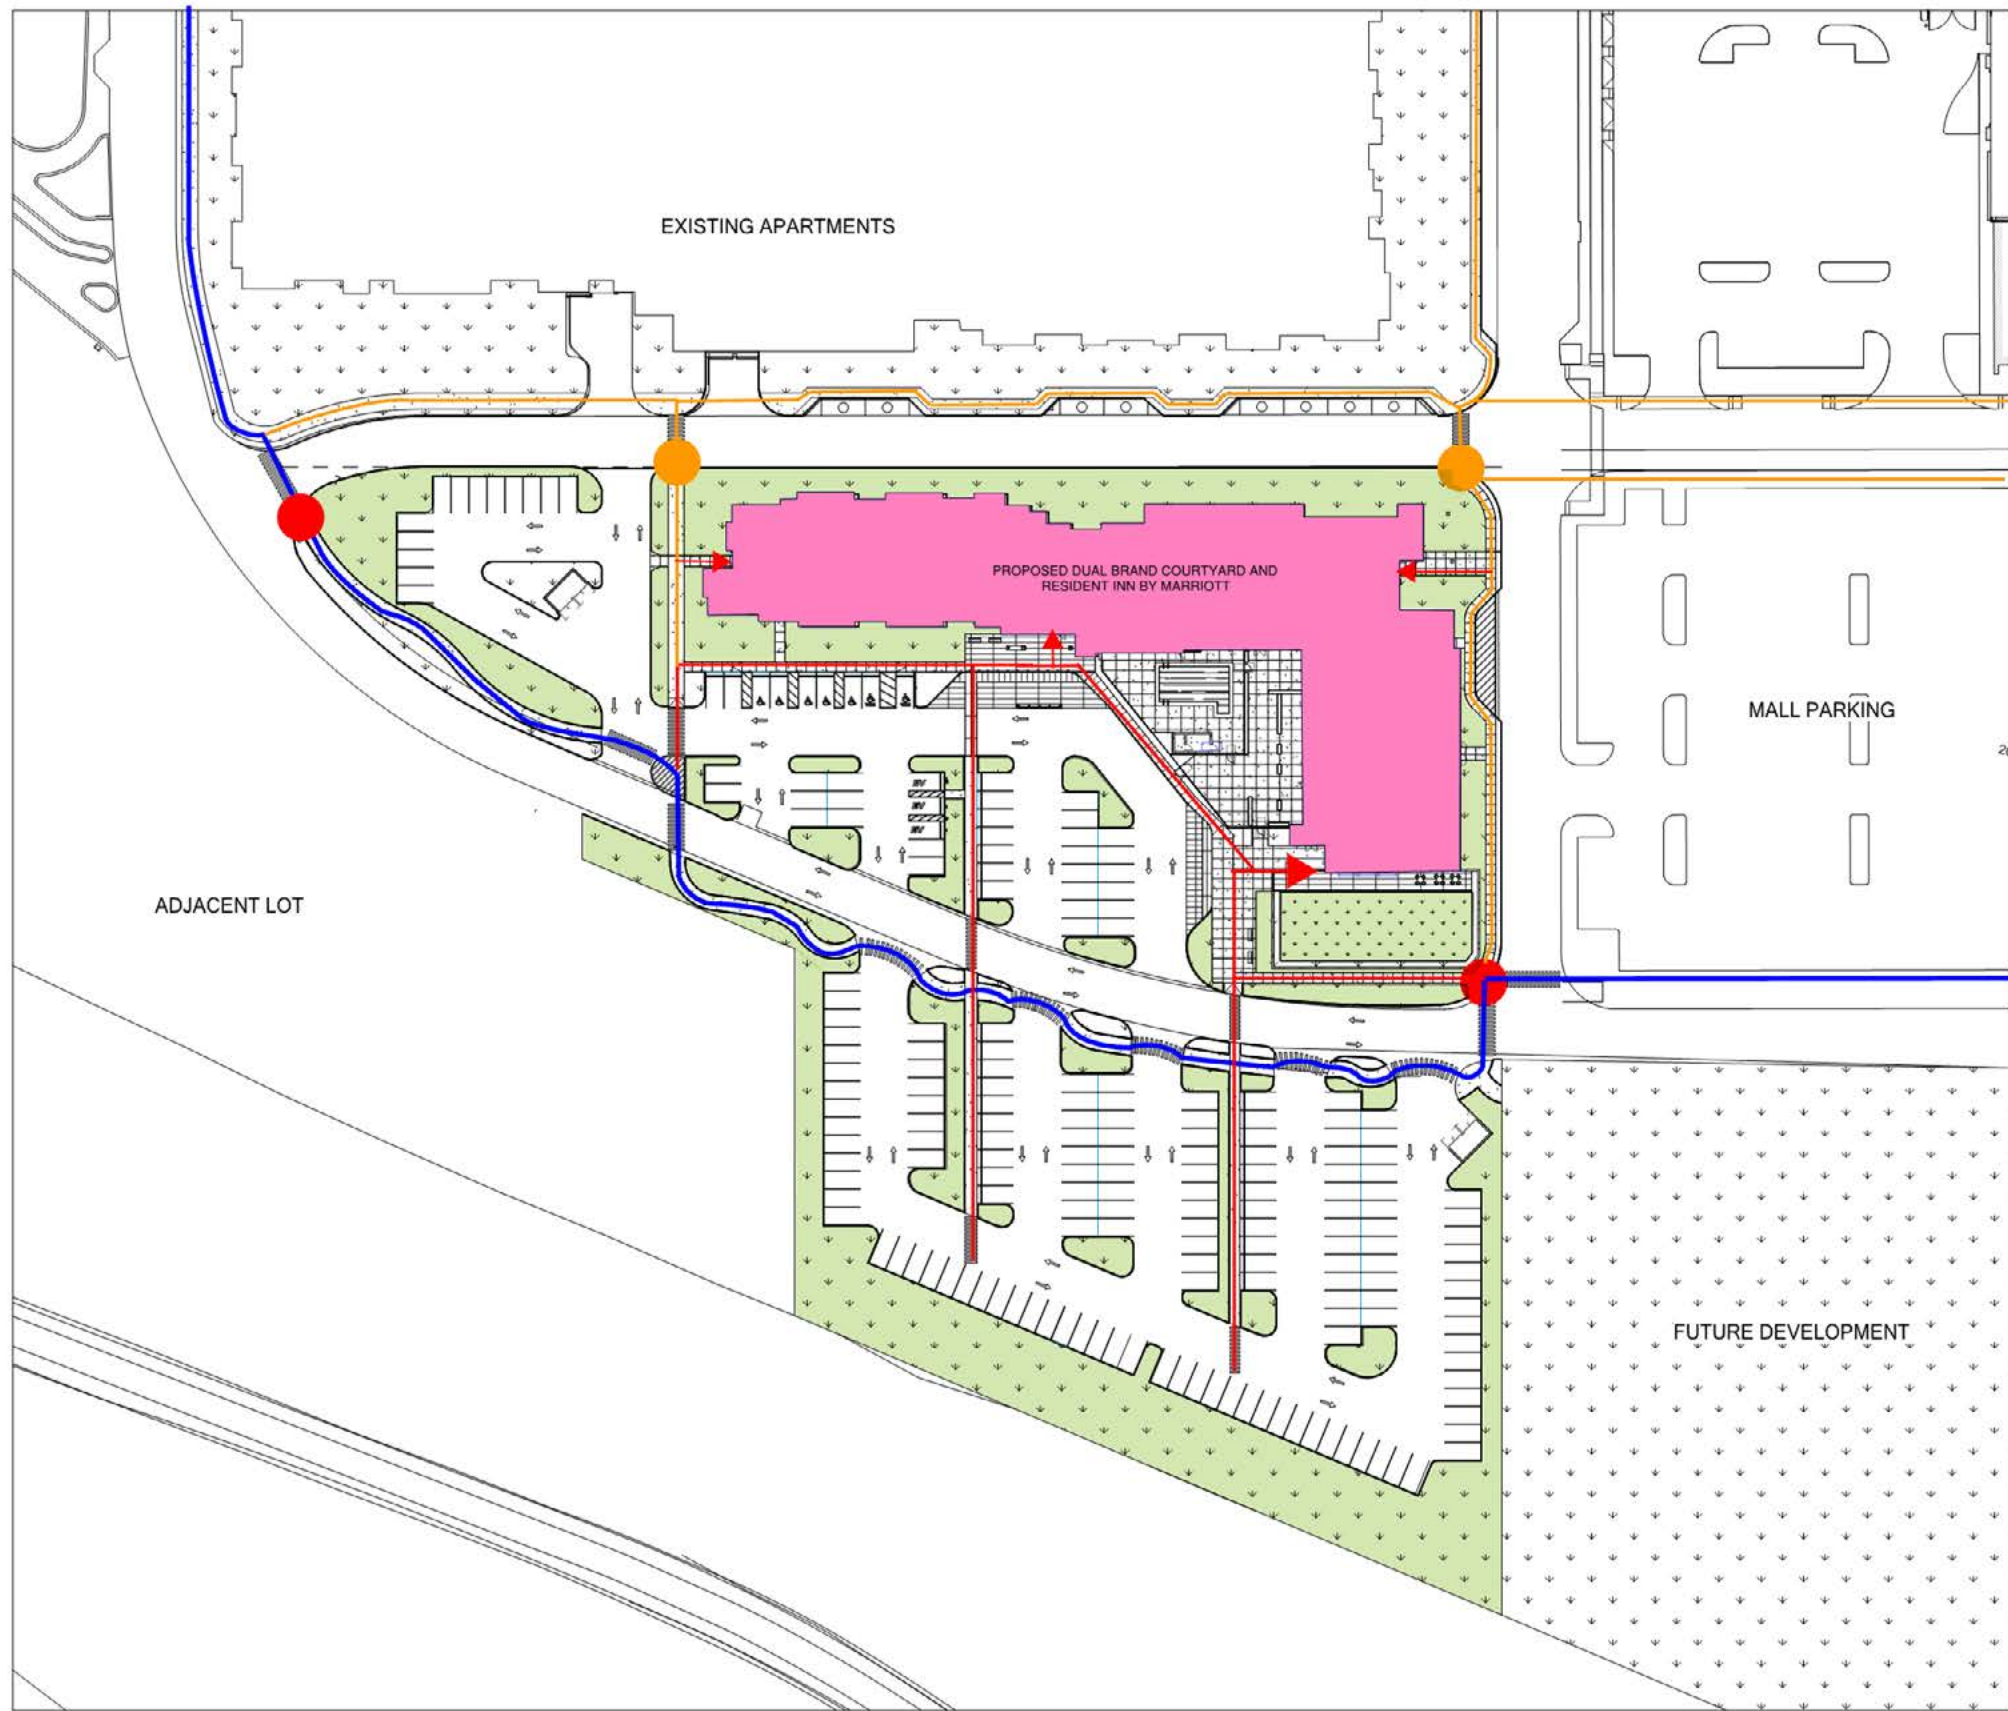 EXISTING APARTMENTS
PROPOSED DUAL BRAND COURTYARD AND
RESIDENT INN BY MARRIOTT
MALL PARKING
ADJACENT LOT
FUTURE DEVELOPMENT